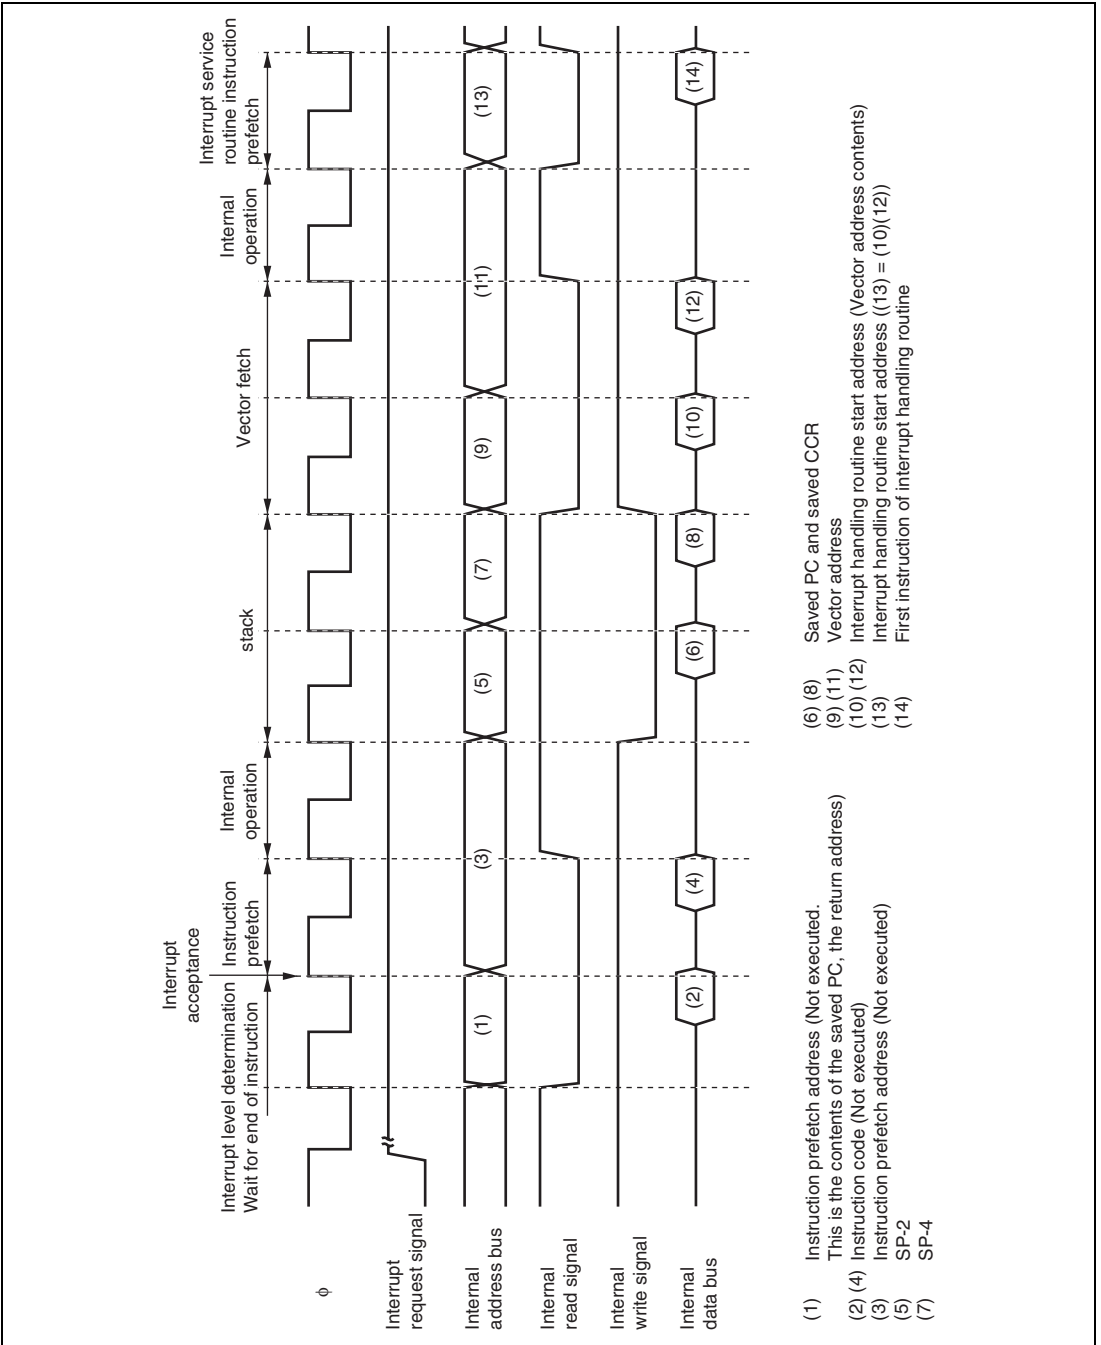 Interrupt
acceptance
Interrupt level determination
Wait for end of instruction
Instruction
prefetch
Internal
operation
stack
Vector fetch
Internal
operation
Interrupt service
routine instruction
prefetch
ϕ
Interrupt
request signal
Internal
address bus
(1)
(3)
(5)
(7)
(9)
(11)
(13)
Internal
read signal
Internal
write signal
Internal
data bus
(2)
(4)
(6)
(8)
(10)
(12)
(14)
(1) Instruction prefetch address (Not executed.
This is the contents of the saved PC, the return address)
(2) (4) Instruction code (Not executed)
(3) Instruction prefetch address (Not executed)
(5) SP-2
(7) SP-4
(6) (8) Saved PC and saved CCR
(9) (11) Vector address
(10) (12) Interrupt handling routine start address (Vector address contents)
(13) Interrupt handling routine start address ((13) = (10)(12))
(14) First instruction of interrupt handling routine